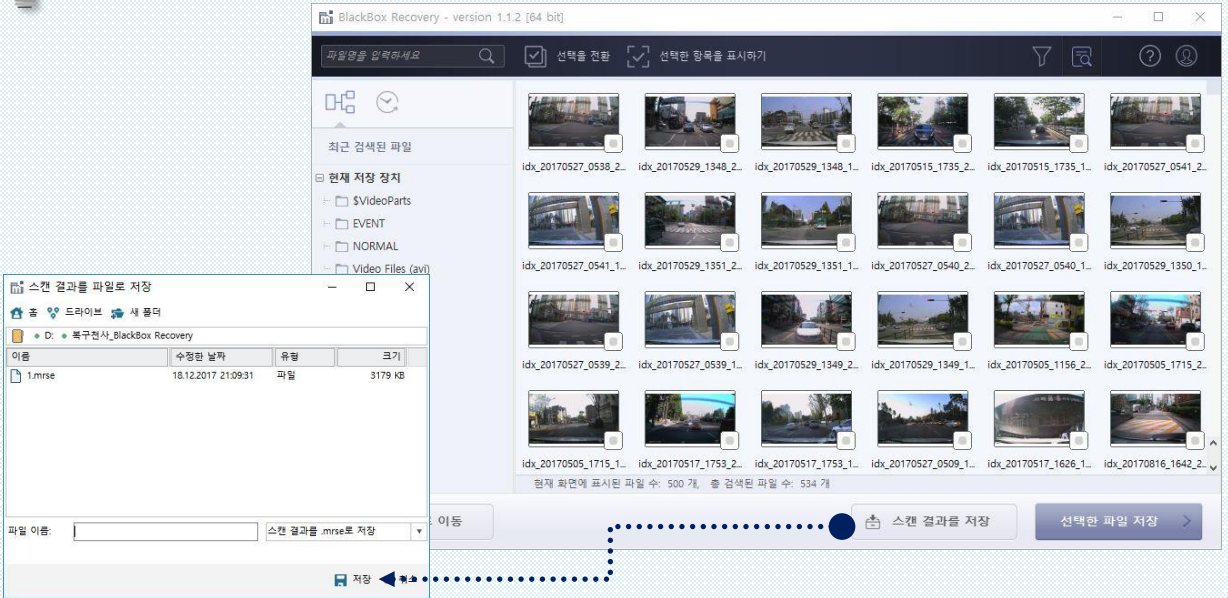 BlackBox Recovery - version 1.1.2 [64 bit]
파일명을 입력하세요
선택을 전환
선택한 항목을 표시하기
최근 검색된 파일
현재 저장 장치
$VideoParts
EVENT
NORMAL
Video Files (avi)
idx_20170527_0538_2... idx_20170529_1348_2... idx_20170529_1348_1... idx_20170515_1735_2... idx_20170515_1735_1... idx_20170527_0541_2...
idx_20170527_0541_1... idx_20170529_1351_2... idx_20170529_1351_1... idx_20170527_0540_2... idx_20170527_0540_1... idx_20170529_1350_1...
idx_20170527_0539_2... idx_20170527_0539_1... idx_20170529_1349_2... idx_20170529_1349_1... idx_20170505_1156_2... idx_20170505_1715_2...
idx_20170505_1715_1... idx_20170517_1753_2... idx_20170517_1753_1... idx_20170527_0509_1... idx_20170517_1626_1... idx_20170816_1642_2...
현재 화면에 표시된 파일 수: 500 개, 총 검색된 파일 수: 534 개
이동
스캔 결과를 저장
선택한 파일 저장
스캔 결과를 파일로 저장
홈 드라이브 새 폴더
D: 복구천사_BlackBox Recovery
이름 수정한 날짜 유형 크기
1.mrse 18.12.2017 21:09:31 파일 3179 KB
파일 이름:
스캔 결과를 .mrse로 저장
저장